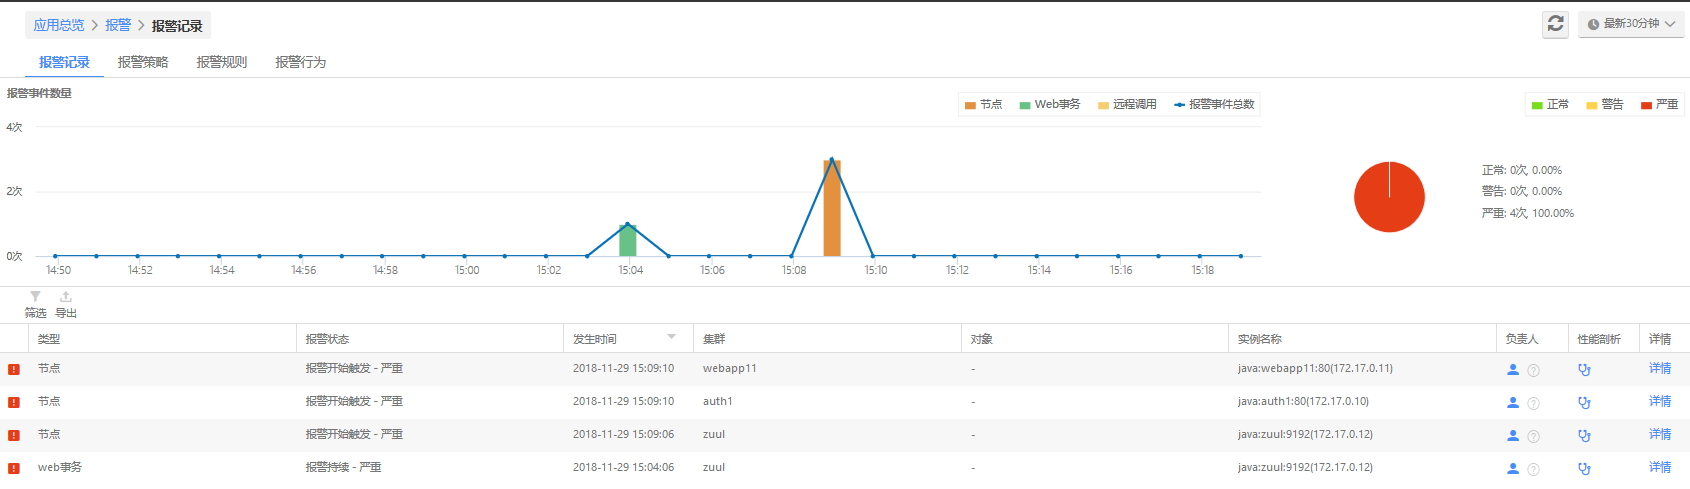 应用总览 > 报警 > 报警记录
最新30分钟
报警记录 报警策略 报警规则 报警行为
报警事件数量
节点 Web事务 远程调用 报警事件总数
正常 警告 严重
4次
2次
0次
14:50 14:52 14:54 14:56 14:58 15:00 15:02 15:04 15:06 15:08 15:10 15:12 15:14 15:16 15:18
正常: 0次, 0.00%
警告: 0次, 0.00%
严重: 4次, 100.00%
筛选 导出
类型 报警状态 发生时间 集群 对象 实例名称 负责人 性能剖析 详情
节点 报警开始触发 - 严重 2018-11-29 15:09:10 webapp11 - java:webapp11:80(172.17.0.11) 详情
节点 报警开始触发 - 严重 2018-11-29 15:09:10 auth1 - java:auth1:80(172.17.0.10) 详情
节点 报警开始触发 - 严重 2018-11-29 15:09:06 zuul - java:zuul:9192(172.17.0.12) 详情
web事务 报警持续 - 严重 2018-11-29 15:04:06 zuul - java:zuul:9192(172.17.0.12) 详情